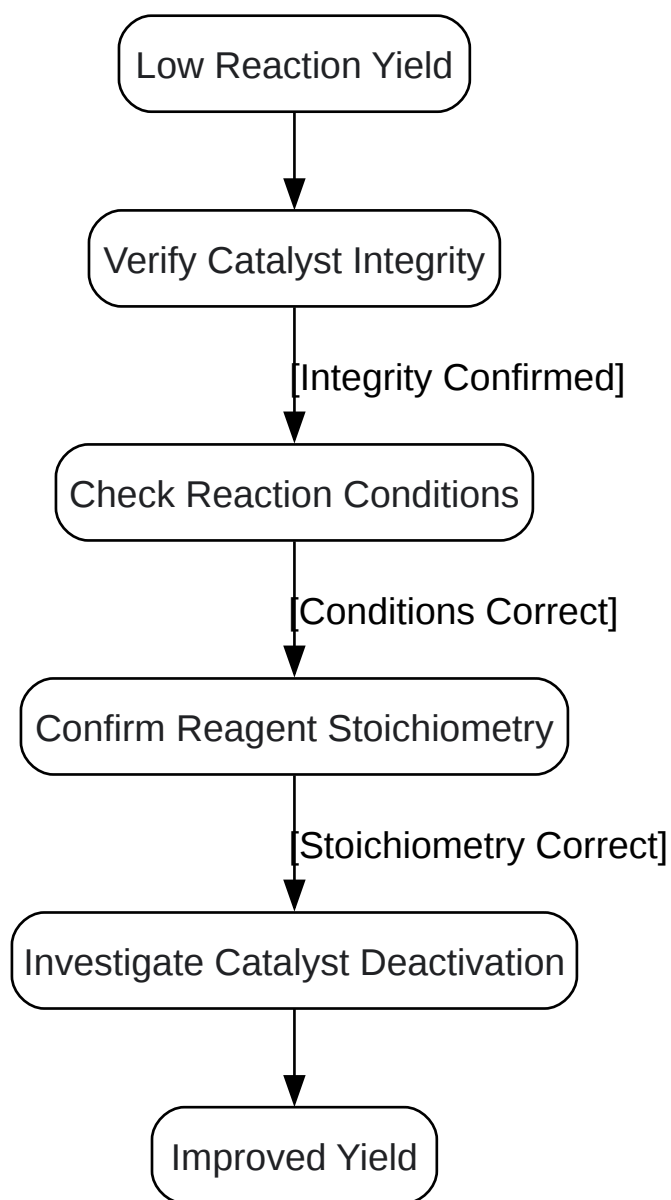 Low Reaction Yield
Verify Catalyst Integrity
[Integrity Confirmed]
Check Reaction Conditions
[Conditions Correct]
Confirm Reagent Stoichiometry
[Stoichiometry Correct]
Investigate Catalyst Deactivation
Improved Yield